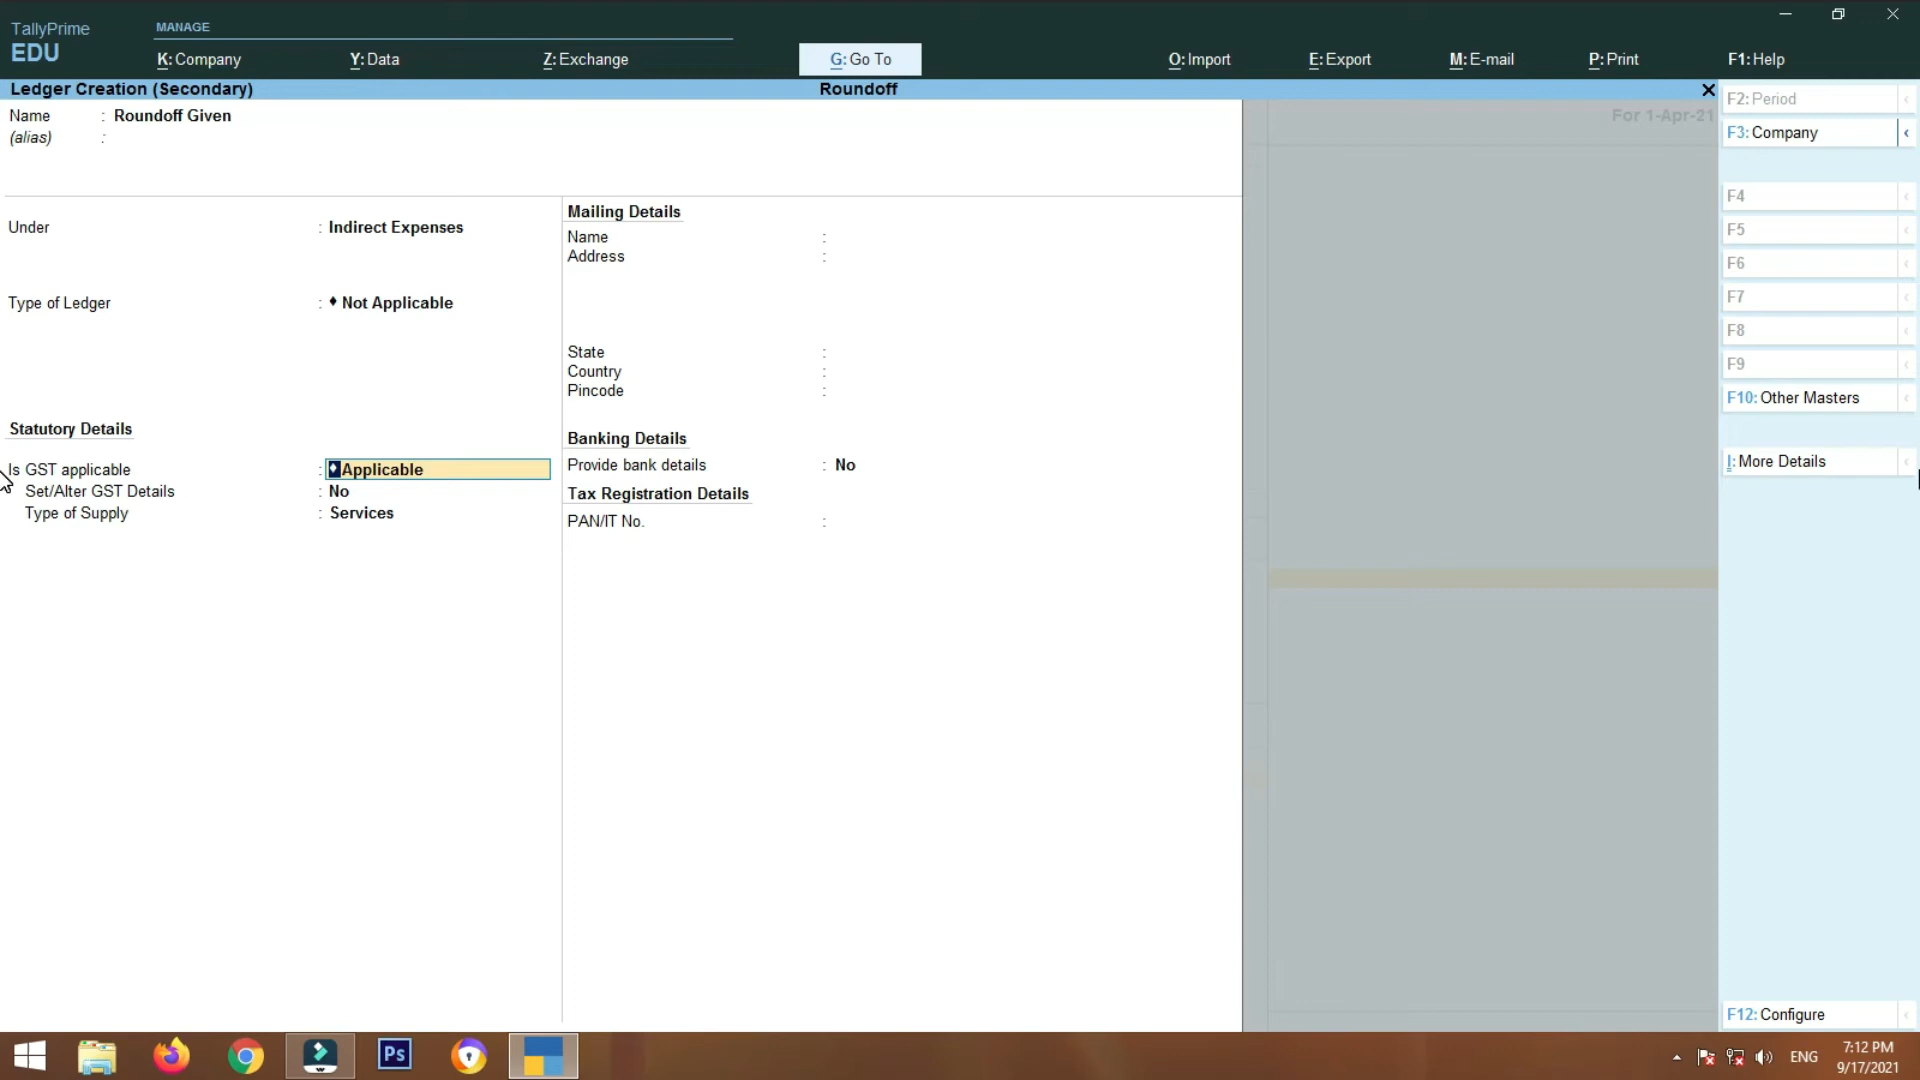 TallyPrime
EDU
MANAGE
K: Company
Y: Data
Z: Exchange
G: Go To
O: Import
E: Export
M: E-mail
P: Print
F1: Help
Ledger Creation (Secondary)
Roundoff
Name : Roundoff Given
(alias) :
For 1-Apr-21
Under : Indirect Expenses
Type of Ledger : ♦ Not Applicable
Statutory Details
Is GST applicable : ♦ Applicable
Set/Alter GST Details : No
Type of Supply : Services
Mailing Details
Name :
Address :
State :
Country :
Pincode :
Banking Details
Provide bank details : No
Tax Registration Details
PAN/IT No. :
F2: Period
F3: Company
F4
F5
F6
F7
F8
F9
F10: Other Masters
I: More Details
F12: Configure
Ps
ENG
7:12 PM
9/17/2021